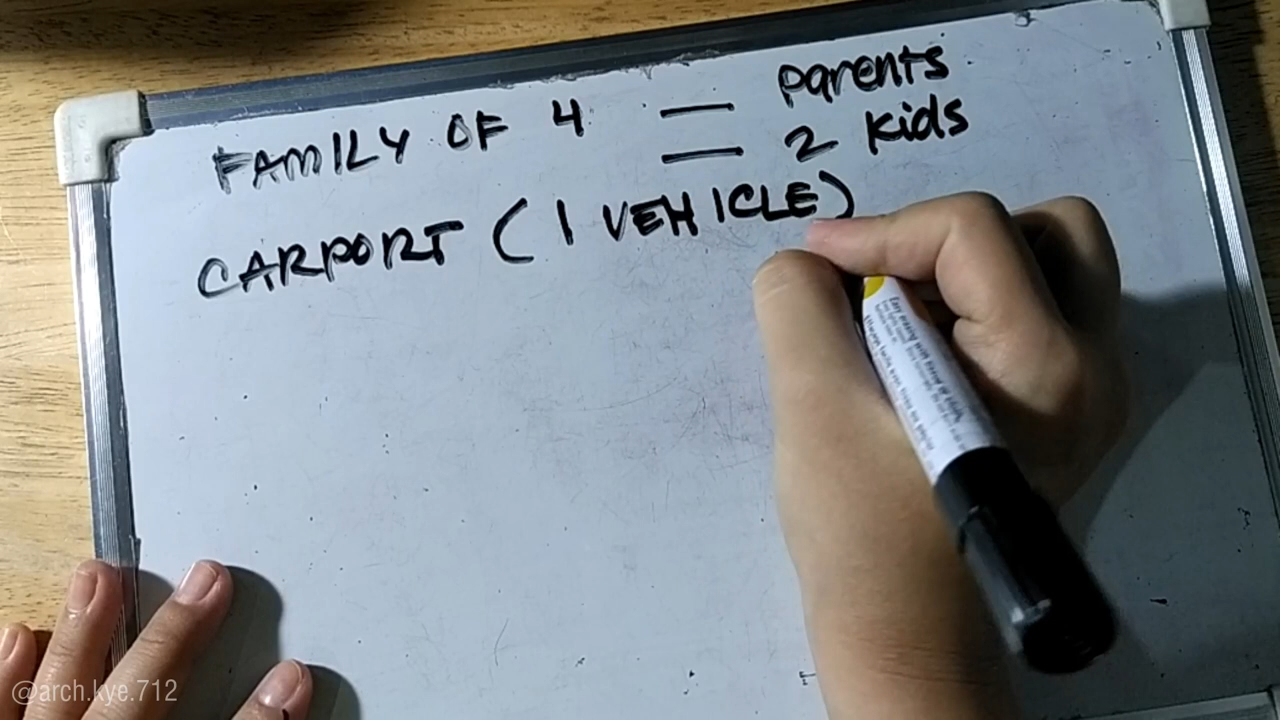 FAMILY OF 4 = parents
= 2 kids
CARPORT (1 VEHICLE)
@arch.kye.712